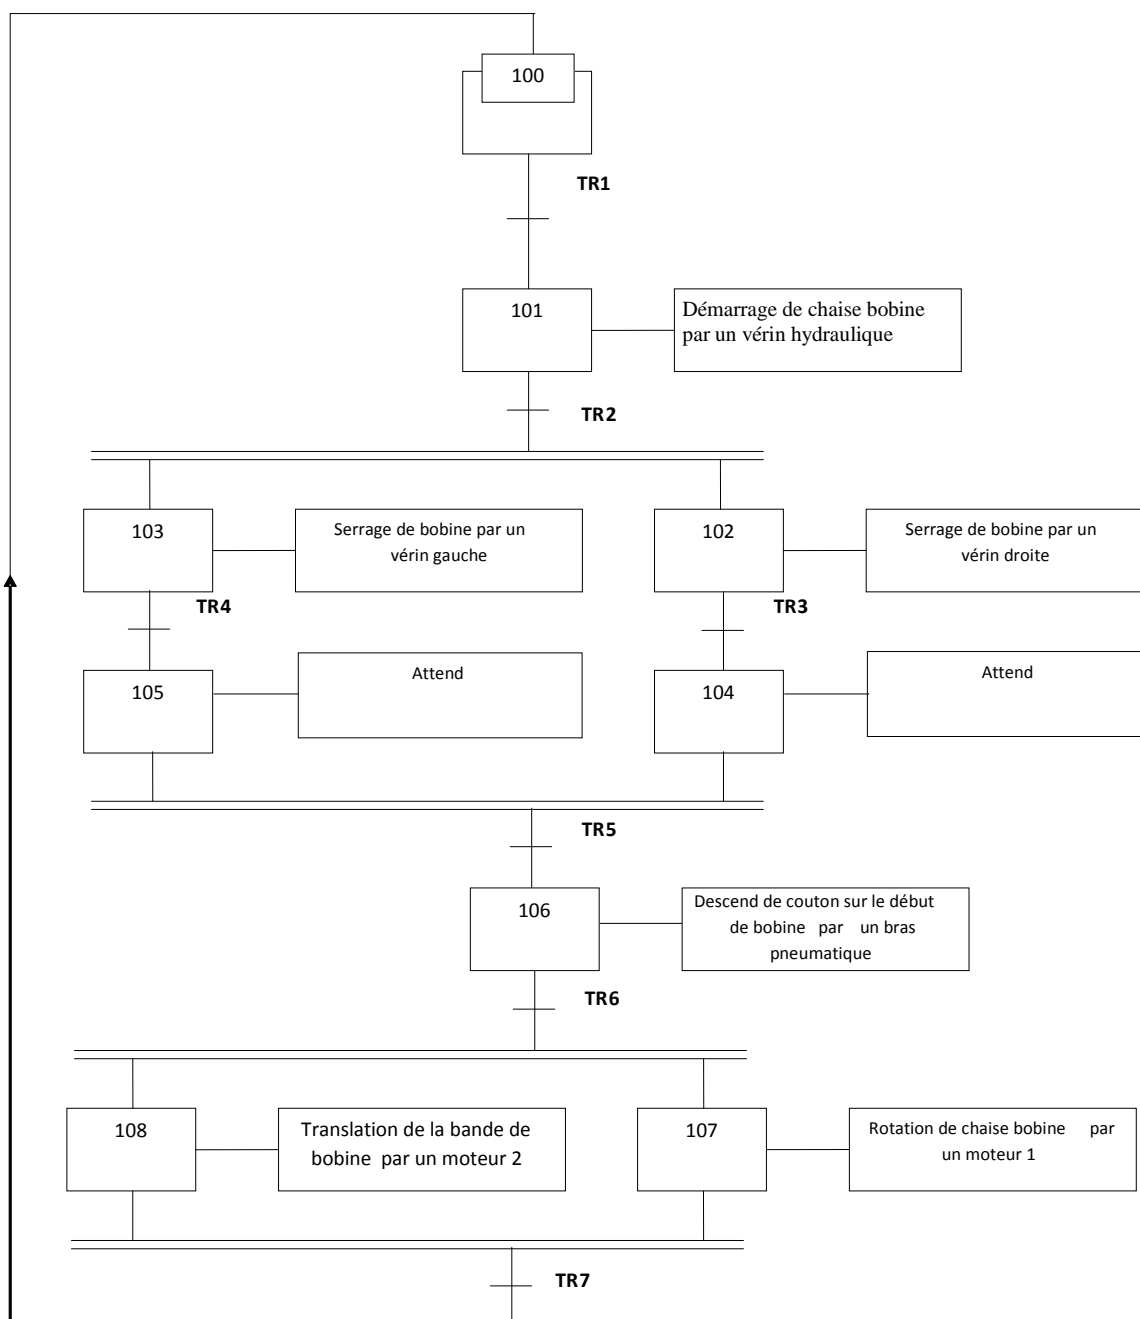 100
TR1
101
Démarrage de chaise bobine
par un vérin hydraulique
TR2
103
Serrage de bobine par un
vérin gauche
102
Serrage de bobine par un
vérin droite
TR4
TR3
105
Attend
104
Attend
TR5
106
Descend de couton sur le début
de bobine par un bras
pneumatique
TR6
108
Translation de la bande de
bobine par un moteur 2
107
Rotation de chaise bobine par
un moteur 1
TR7